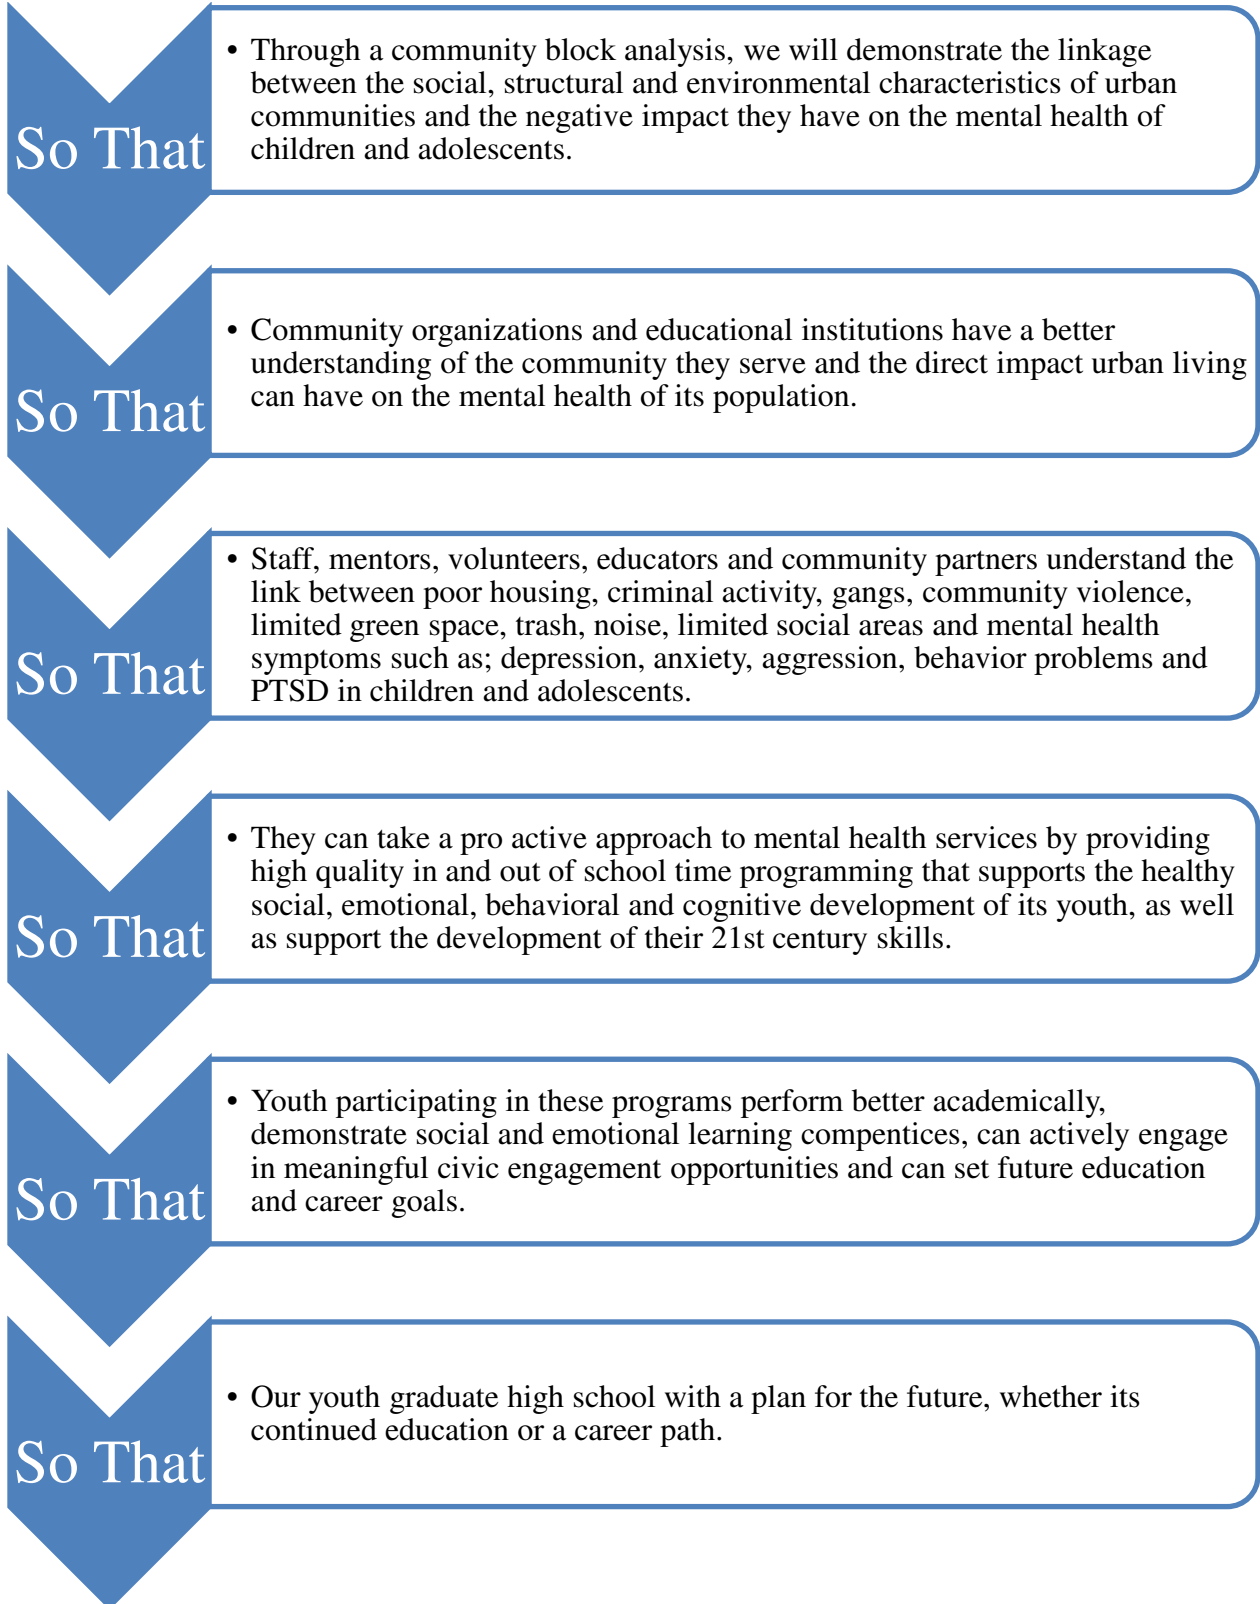 So That
• Through a community block analysis, we will demonstrate the linkage
between the social, structural and environmental characteristics of urban
communities and the negative impact they have on the mental health of
children and adolescents.
So That
• Community organizations and educational institutions have a better
understanding of the community they serve and the direct impact urban living
can have on the mental health of its population.
So That
• Staff, mentors, volunteers, educators and community partners understand the
link between poor housing, criminal activity, gangs, community violence,
limited green space, trash, noise, limited social areas and mental health
symptoms such as; depression, anxiety, aggression, behavior problems and
PTSD in children and adolescents.
So That
• They can take a pro active approach to mental health services by providing
high quality in and out of school time programming that supports the healthy
social, emotional, behavioral and cognitive development of its youth, as well
as support the development of their 21st century skills.
So That
• Youth participating in these programs perform better academically,
demonstrate social and emotional learning compentices, can actively engage
in meaningful civic engagement opportunities and can set future education
and career goals.
So That
• Our youth graduate high school with a plan for the future, whether its
continued education or a career path.